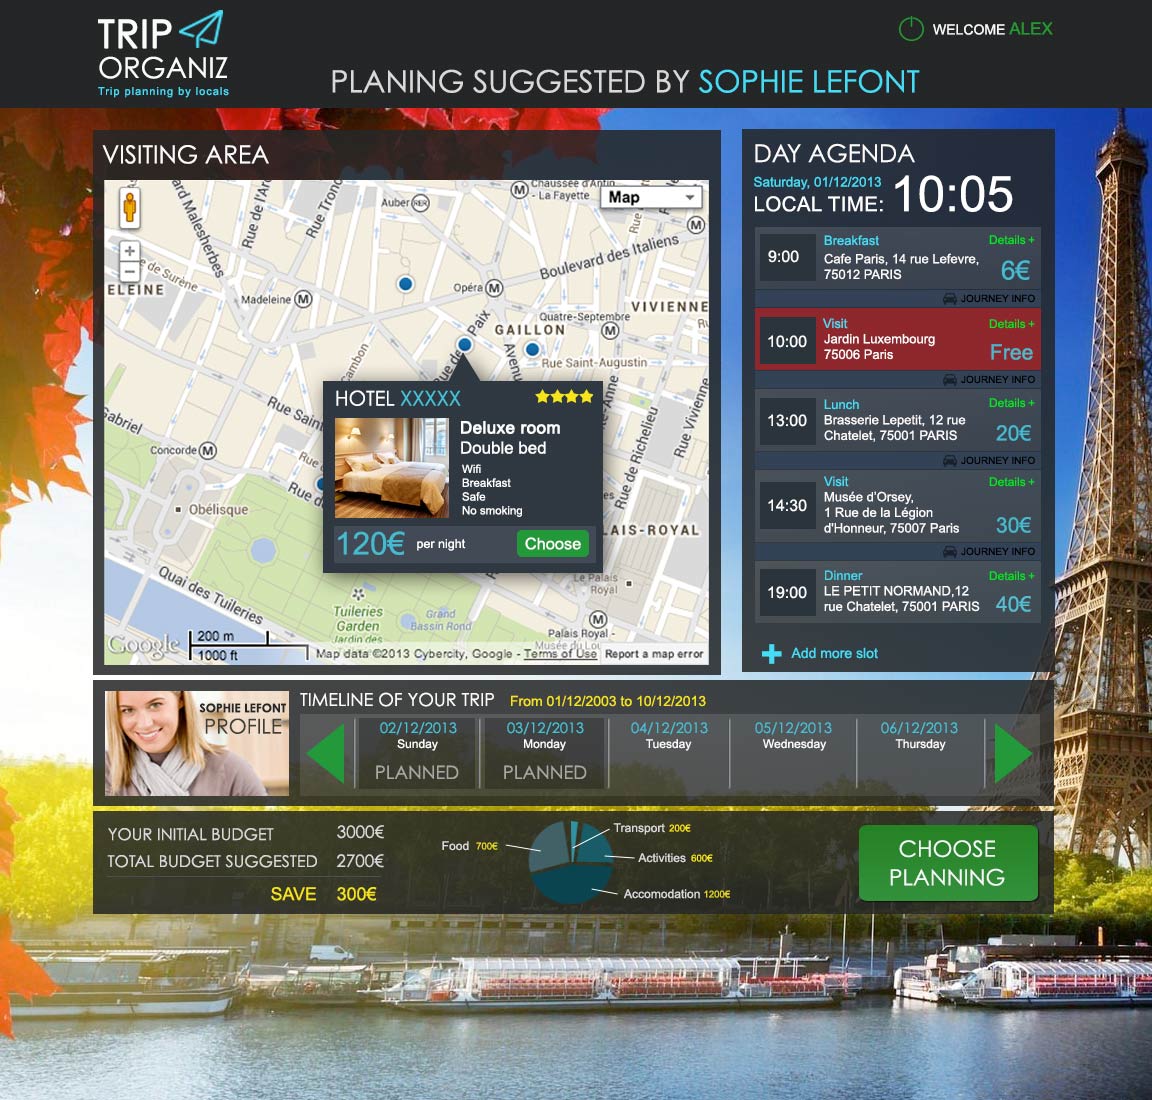 TRIP
ORGANIZ
Trip planning by locals
WELCOME ALEX
PLANING SUGGESTED BY SOPHIE LEFONT
VISITING AREA
Map
Chaussée d'Antin
- La Fayette
Auber
RER
M
Rue de l'Ar
Rue Tron
Malesherbes
Boulevard des Italiens
de Surène
ELEINE
Madeleine
M
Opéra
M
VIVIENNE
Quatre-Septembre
M
GAILLON
Rue Saint-Augustin
Rue de
Paix
Avenu
Cambon
Rue Sain
Gabriel
Concorde
M
Rue d
Obélisque
Rue de Richelieu
Rue Vivienne
LAIS-ROYAL
Le Palais
Royal
M
Palais Royal -
Musée du Lou
Quai des Tuileries
Tuileries
Garden
Jardin des
Grand
Bassin Rond
Google
200 m
1000 ft
Map data ©2013 Cybercity, Google - Terms of Use
Report a map error
HOTEL XXXXX
Deluxe room
Double bed
Wifi
Breakfast
Safe
No smoking
120€ per night
Choose
DAY AGENDA
Saturday, 01/12/2013
LOCAL TIME: 10:05
9:00
Breakfast
Details +
Cafe Paris, 14 rue Lefevre,
75012 PARIS
6€
JOURNEY INFO
10:00
Visit
Details +
Jardin Luxembourg
75006 Paris
Free
JOURNEY INFO
13:00
Lunch
Details +
Brasserie Lepetit, 12 rue
Chatelet, 75001 PARIS
20€
JOURNEY INFO
14:30
Visit
Details +
Musée d'Orsey,
1 Rue de la Légion
d'Honneur, 75007 Paris
30€
JOURNEY INFO
19:00
Dinner
Details +
LE PETIT NORMAND,12
rue Chatelet, 75001 PARIS
40€
Add more slot
SOPHIE LEFONT
PROFILE
TIMELINE OF YOUR TRIP From 01/12/2003 to 10/12/2013
02/12/2013
Sunday
PLANNED
03/12/2013
Monday
PLANNED
04/12/2013
Tuesday
05/12/2013
Wednesday
06/12/2013
Thursday
YOUR INITIAL BUDGET 3000€
TOTAL BUDGET SUGGESTED 2700€
SAVE 300€
Food 700€
Transport 200€
Activities 600€
Accomodation 1200€
CHOOSE
PLANNING